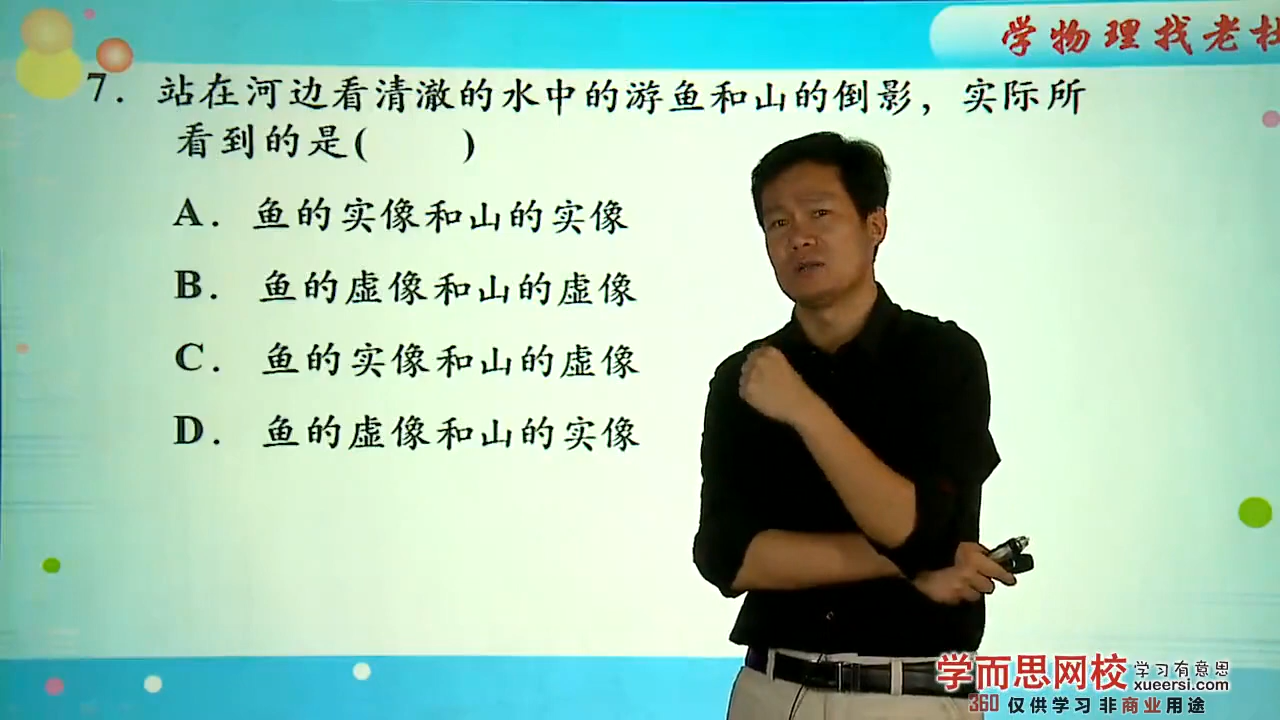 学物理找老杜
7. 站在河边看清澈的水中的游鱼和山的倒影，实际所
看到的是(  )
A. 鱼的实像和山的实像
B. 鱼的虚像和山的虚像
C. 鱼的实像和山的虚像
D. 鱼的虚像和山的实像
学而思网校 学习有意思
xueersi.com
360 仅供学习 非商业用途